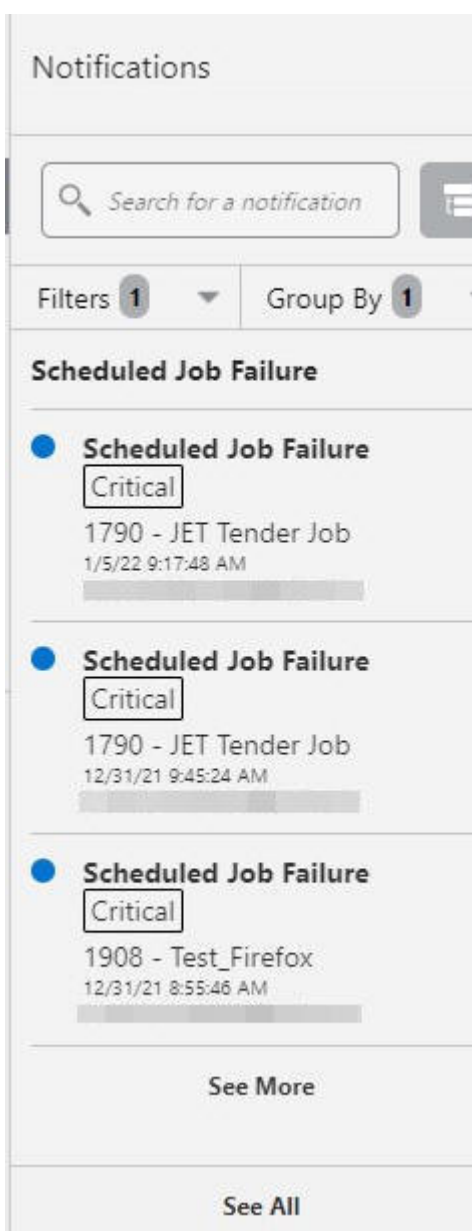 Notifications
Search for a notification
Filters 1 Group By 1
Scheduled Job Failure
Scheduled Job Failure
Critical
1790 - JET Tender Job
1/5/22 9:17:48 AM
Scheduled Job Failure
Critical
1790 - JET Tender Job
12/31/21 9:45:24 AM
Scheduled Job Failure
Critical
1908 - Test_Firefox
12/31/21 8:55:46 AM
See More
See All